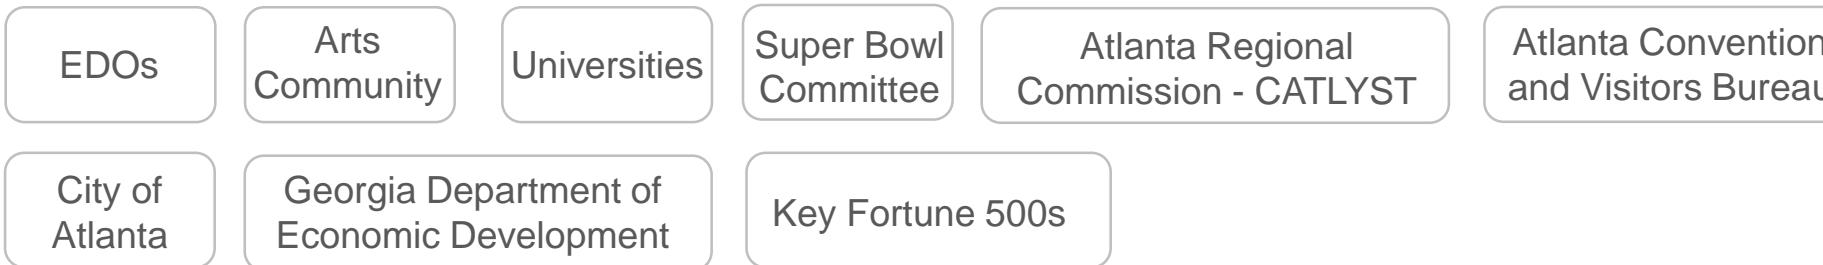 EDOs
Arts
Community
Universities
Super Bowl
Committee
Atlanta Regional
Commission - CATLYST
Atlanta Convention
and Visitors Bureau
City of
Atlanta
Georgia Department of
Economic Development
Key Fortune 500s